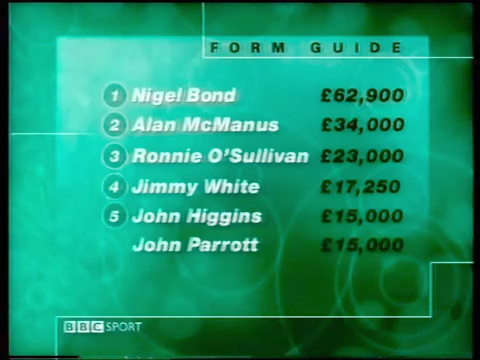 FORM GUIDE
1 Nigel Bond £62,900
2 Alan McManus £34,000
3 Ronnie O'Sullivan £23,000
4 Jimmy White £17,250
5 John Higgins £15,000
John Parrott £15,000
BBC SPORT